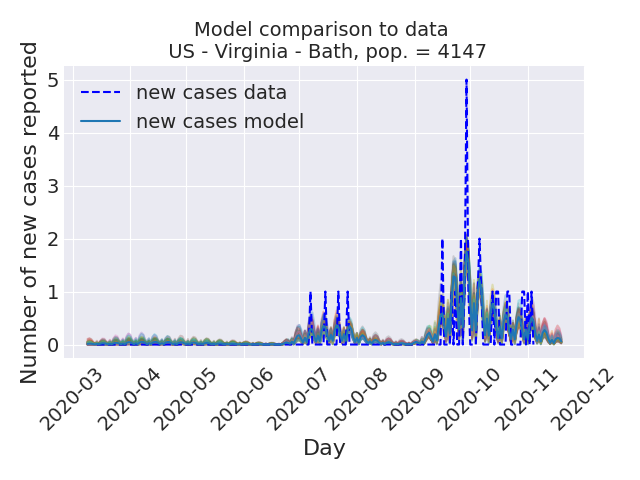 Model comparison to data
US - Virginia - Bath, pop. = 4147
Number of new cases reported
5
4
3
2
1
0
new cases data
new cases model
2020-03
2020-04
2020-05
2020-06
2020-07
2020-08
2020-09
2020-10
2020-11
2020-12
Day